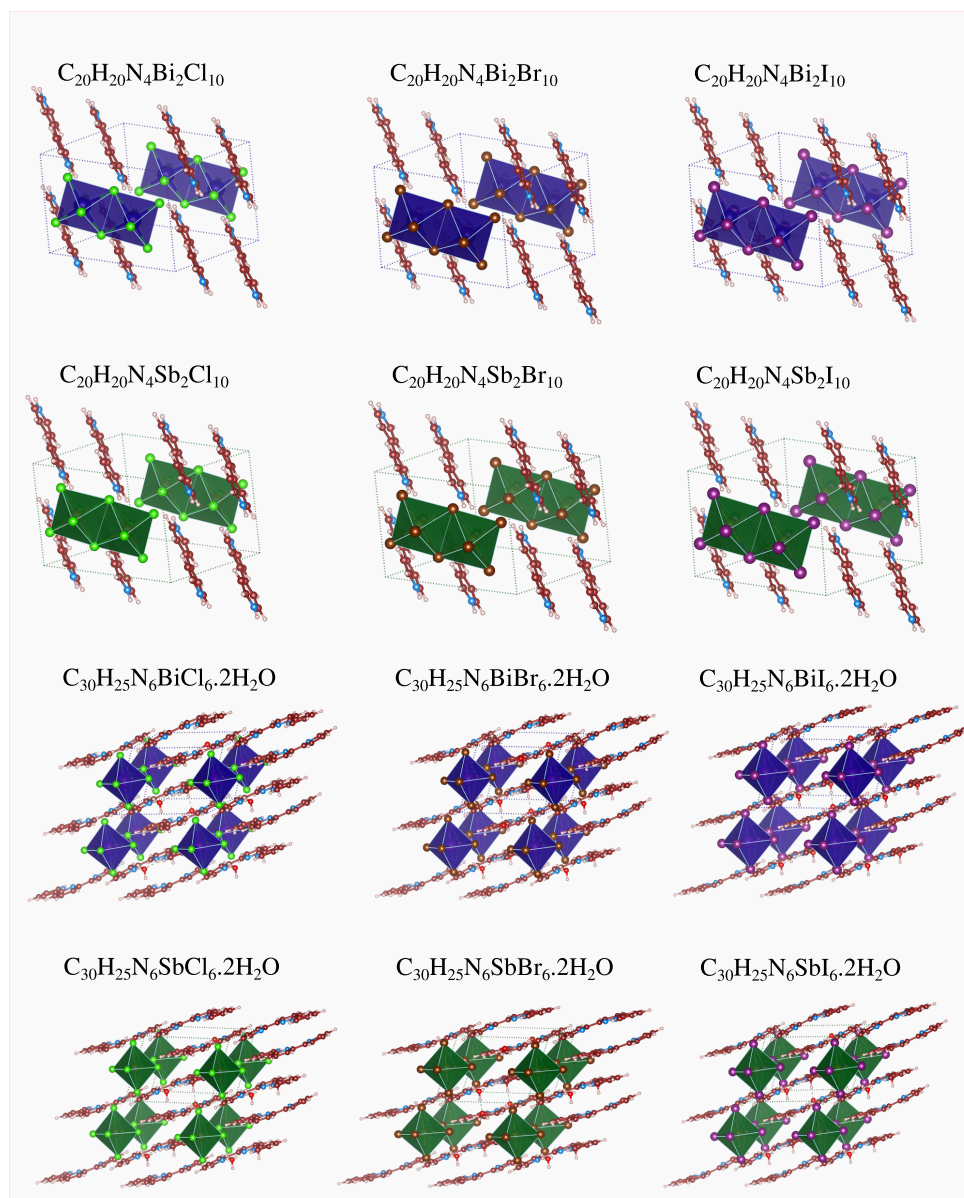 C₂₀H₂₀N₄Bi₂Cl₁₀ C₂₀H₂₀N₄Bi₂Br₁₀ C₂₀H₂₀N₄Bi₂I₁₀
C₂₀H₂₀N₄Sb₂Cl₁₀ C₂₀H₂₀N₄Sb₂Br₁₀ C₂₀H₂₀N₄Sb₂I₁₀
C₃₀H₂₅N₆BiCl₆.2H₂O C₃₀H₂₅N₆BiBr₆.2H₂O C₃₀H₂₅N₆BiI₆.2H₂O
C₃₀H₂₅N₆SbCl₆.2H₂O C₃₀H₂₅N₆SbBr₆.2H₂O C₃₀H₂₅N₆SbI₆.2H₂O